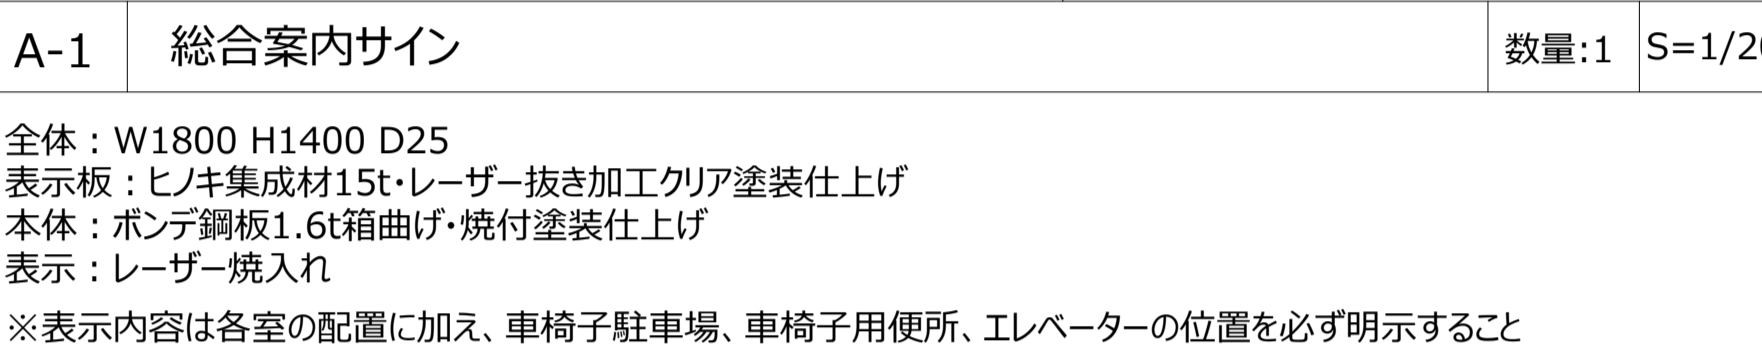 A-1 総合案内サイン 数量:1 S=1/20
全体：W1800 H1400 D25
表示板：ヒノキ集成材15t・レーザー抜き加工クリア塗装仕上げ
本体：ボンデ鋼板1.6t箱曲げ・焼付塗装仕上げ
表示：レーザー焼入れ
※表示内容は各室の配置に加え、車椅子駐車場、車椅子用便所、エレベーターの位置を必ず明示すること